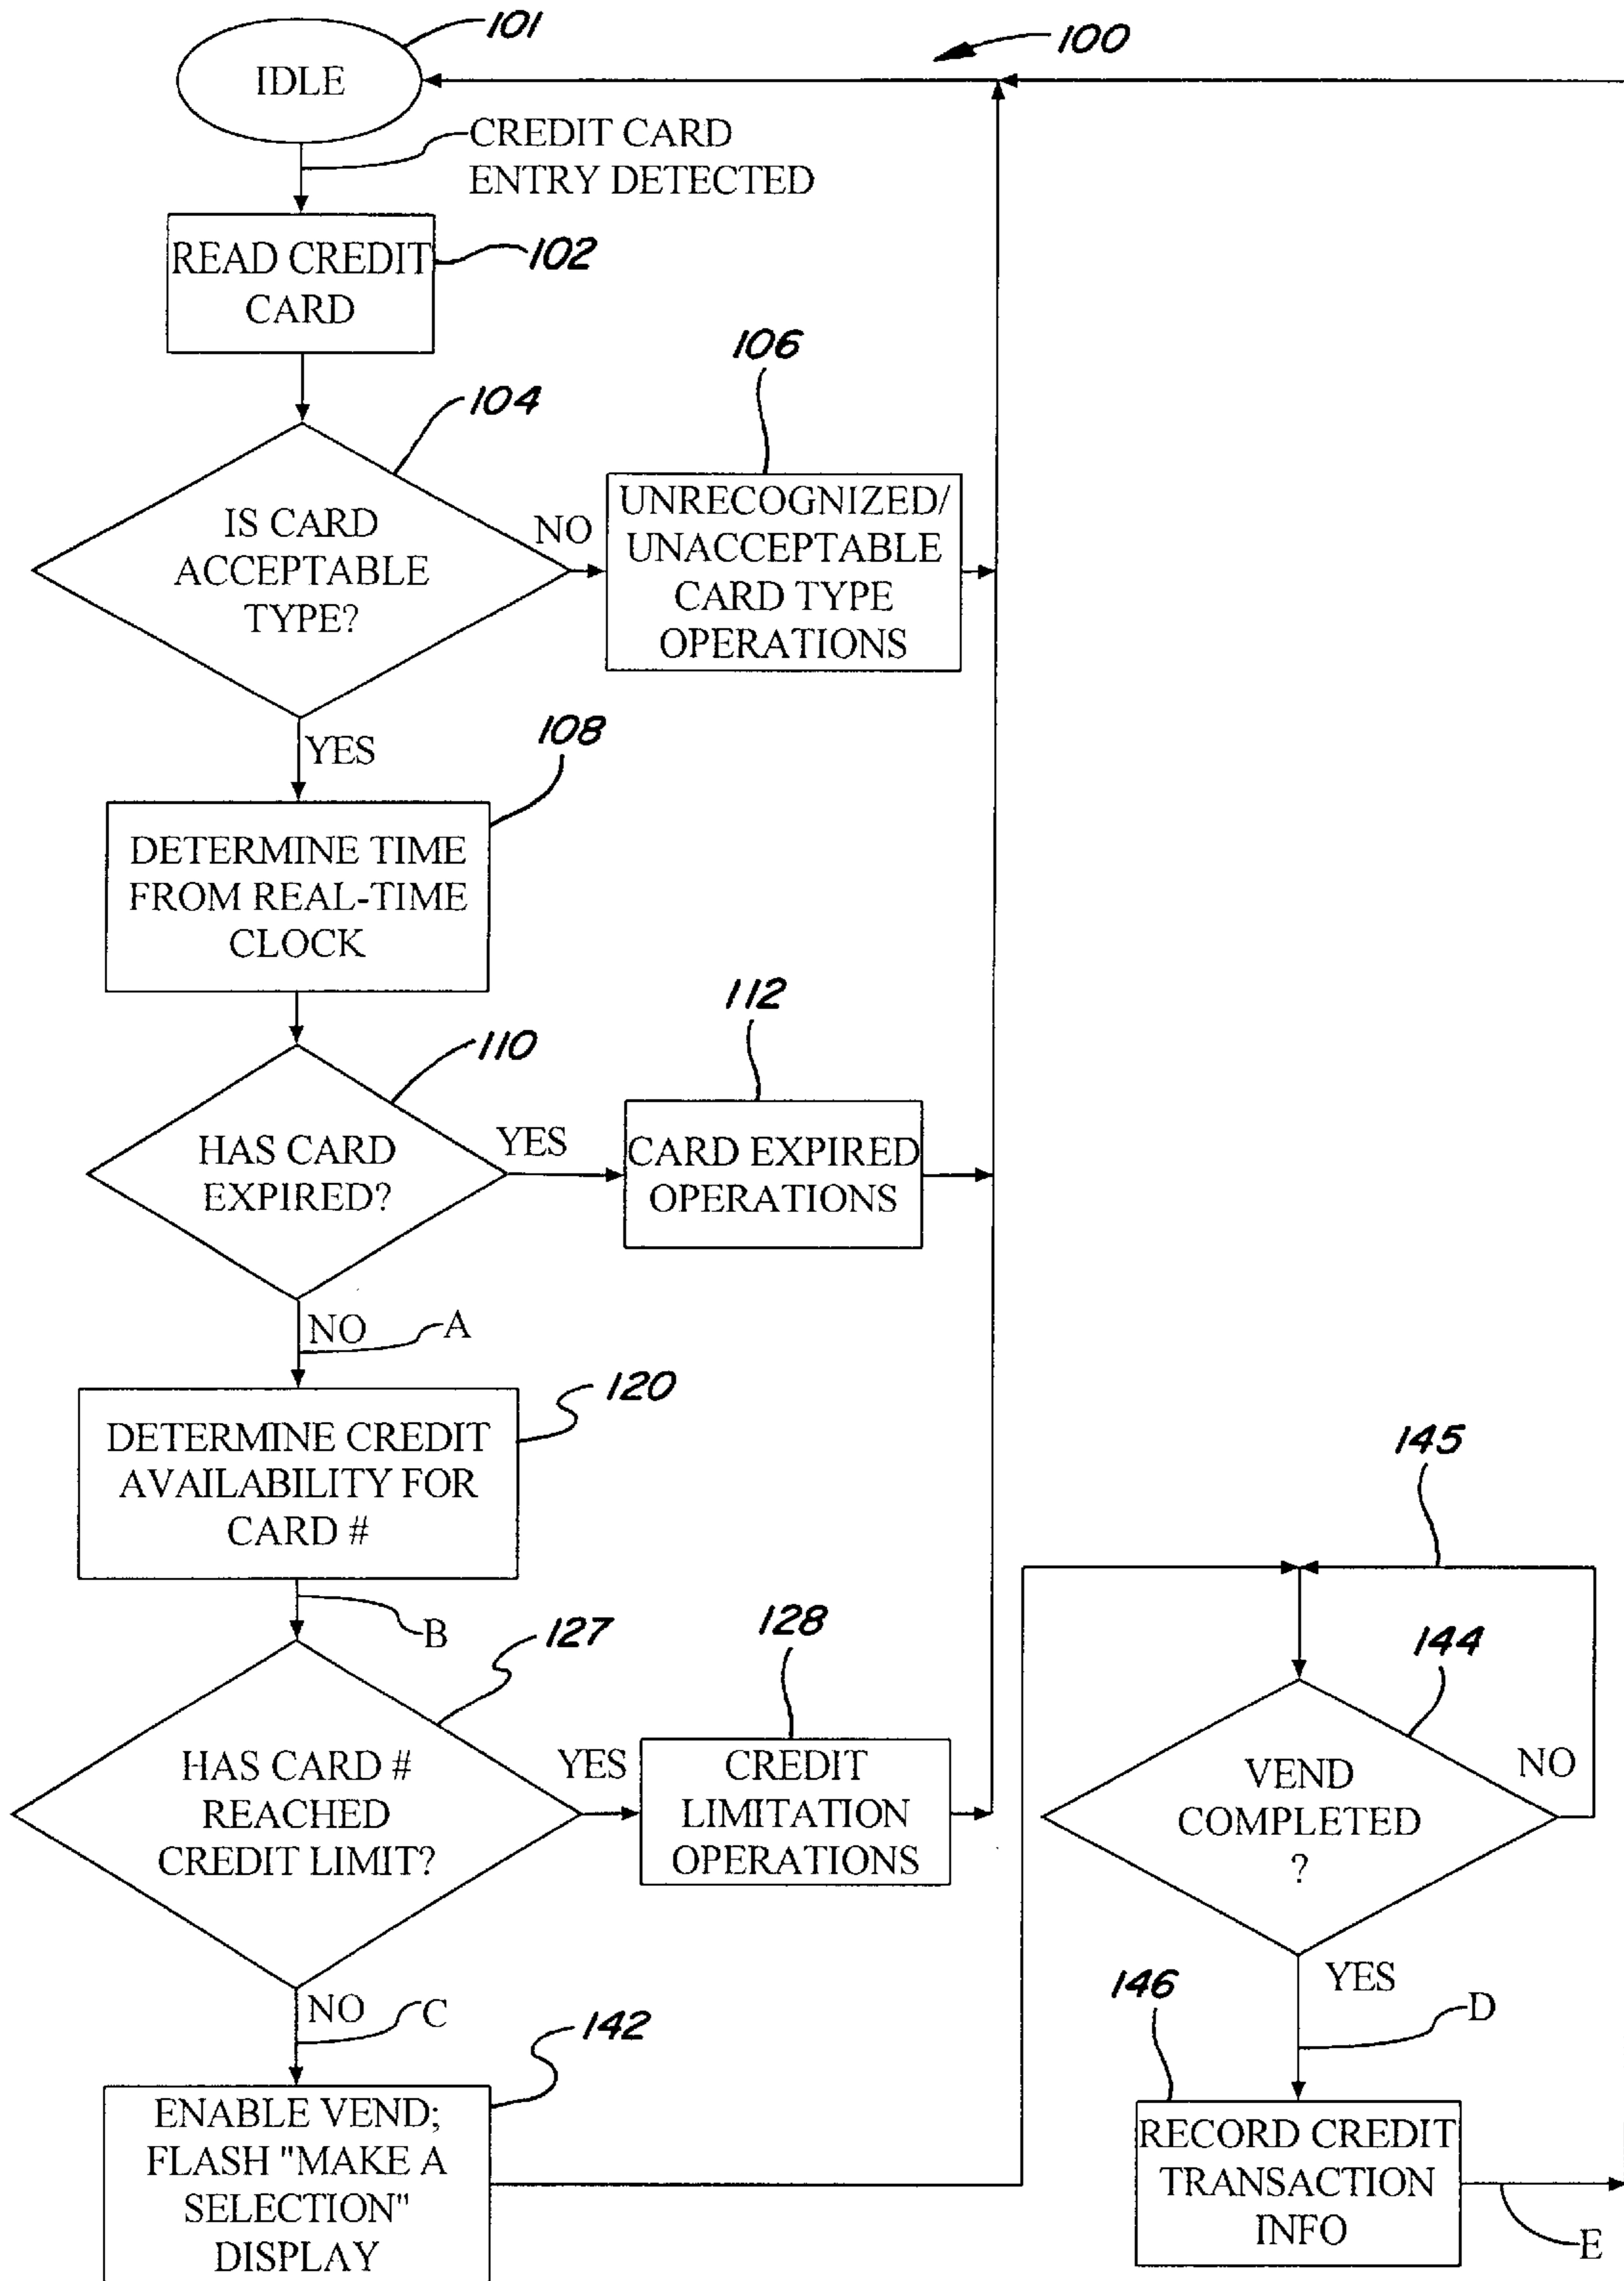 101
100
IDLE
CREDIT CARD
ENTRY DETECTED
READ CREDIT
CARD
102
104
106
IS CARD
ACCEPTABLE
TYPE?
NO
UNRECOGNIZED/
UNACCEPTABLE
CARD TYPE
OPERATIONS
YES
108
DETERMINE TIME
FROM REAL-TIME
CLOCK
110
112
HAS CARD
EXPIRED?
YES
CARD EXPIRED
OPERATIONS
NO
A
120
DETERMINE CREDIT
AVAILABILITY FOR
CARD #
B
127
128
HAS CARD #
REACHED
CREDIT LIMIT?
YES
CREDIT
LIMITATION
OPERATIONS
NO
C
142
ENABLE VEND;
FLASH "MAKE A
SELECTION"
DISPLAY
145
144
VEND
COMPLETED
?
NO
YES
D
146
RECORD CREDIT
TRANSACTION
INFO
E